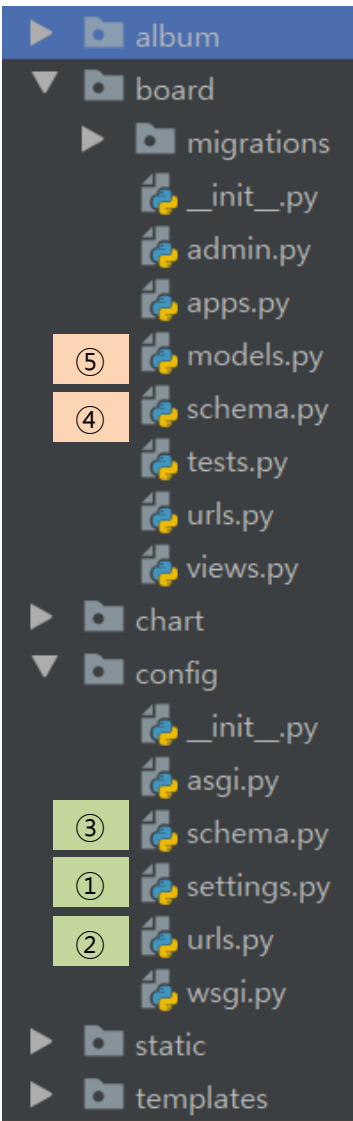 album
board
migrations
__init__.py
admin.py
apps.py
⑤ models.py
④ schema.py
tests.py
urls.py
views.py
chart
config
__init__.py
asgi.py
③ schema.py
① settings.py
② urls.py
wsgi.py
static
templates